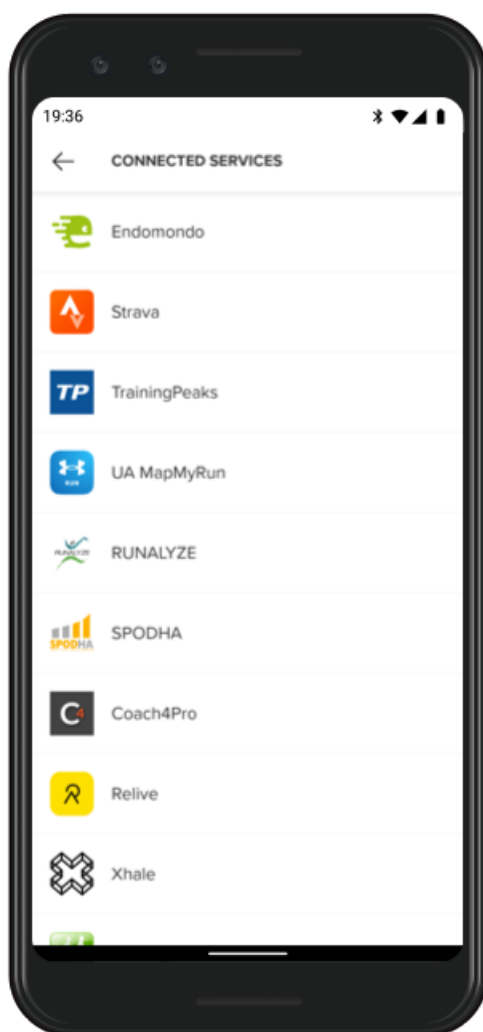 19:36
CONNECTED SERVICES
Endomondo
Strava
TP
TrainingPeaks
UA MapMyRun
RUN
RUNALYZE
RUNALYZE
SPODHA
SPODHA
C4
Coach4Pro
Relive
Xhale